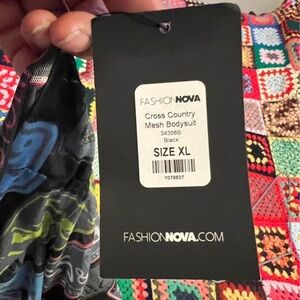 FASHIONNOVA
Cross Country
Mesh Bodysuit
34356B
Black
SIZE XL
1079837
FASHIONNOVA.COM